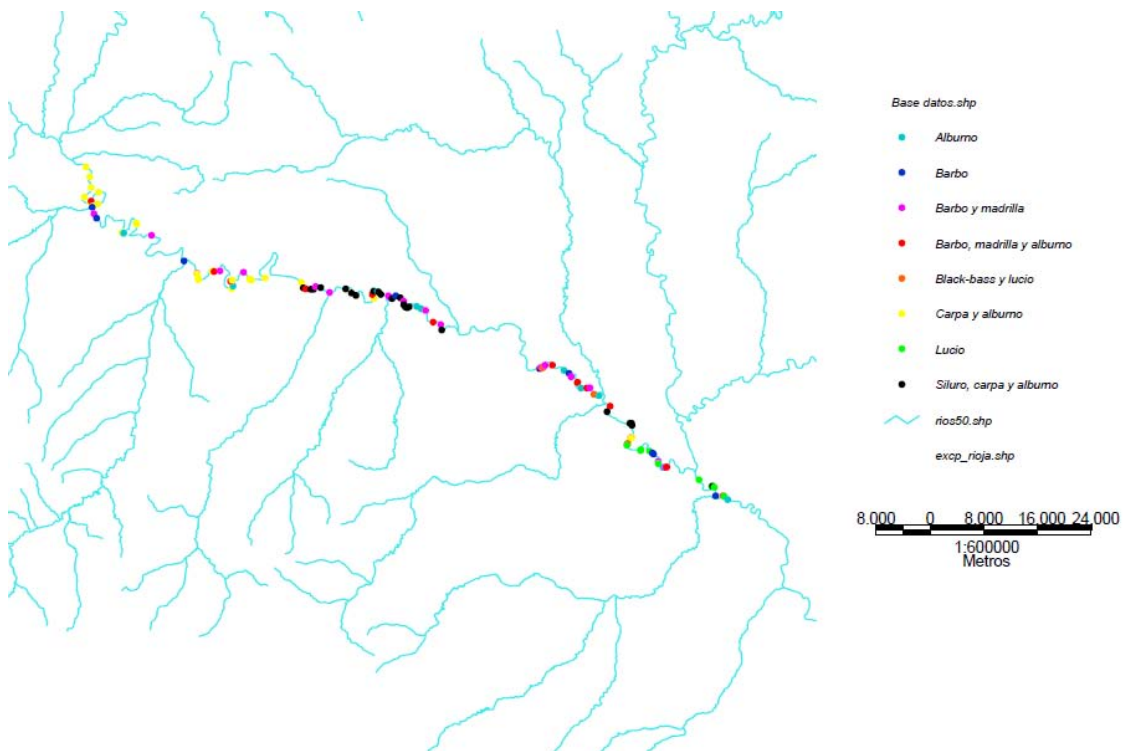 Base datos.shp
Alburno
Barbo
Barbo y madrilla
Barbo, madrilla y alburno
Black-bass y lucio
Carpa y alburno
Lucio
Siluro, carpa y alburno
rios50.shp
excp_rioja.shp
8.000 0 8.000 16.000 24.000
1:600000
Metros